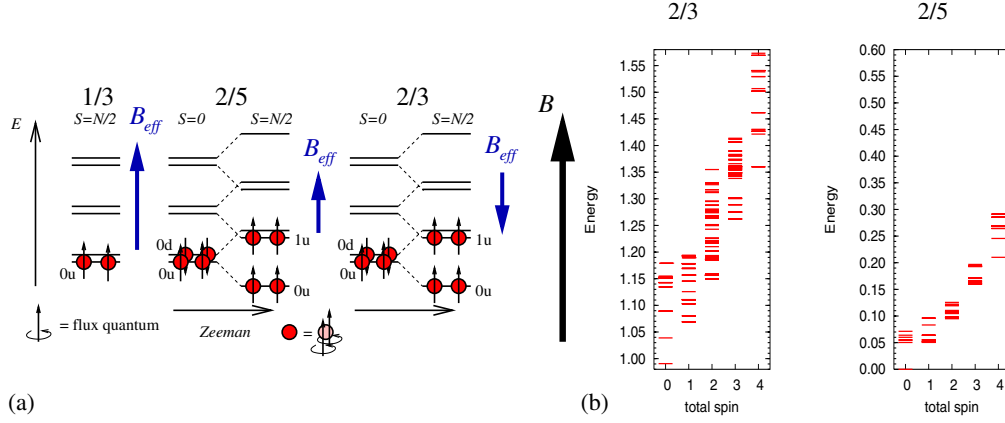 1/3
2/5
2/3
S=N/2
S=0
S=N/2
S=0
S=N/2
E
B_eff
B_eff
B_eff
B
0d
0u
0u
1u
0u
0d
0u
1u
0u
= flux quantum
Zeeman
=
(a)
2/3
Energy
1.55
1.50
1.45
1.40
1.35
1.30
1.25
1.20
1.15
1.10
1.05
1.00
0 1 2 3 4
total spin
2/5
Energy
0.60
0.55
0.50
0.45
0.40
0.35
0.30
0.25
0.20
0.15
0.10
0.05
0.00
0 1 2 3 4
total spin
(b)